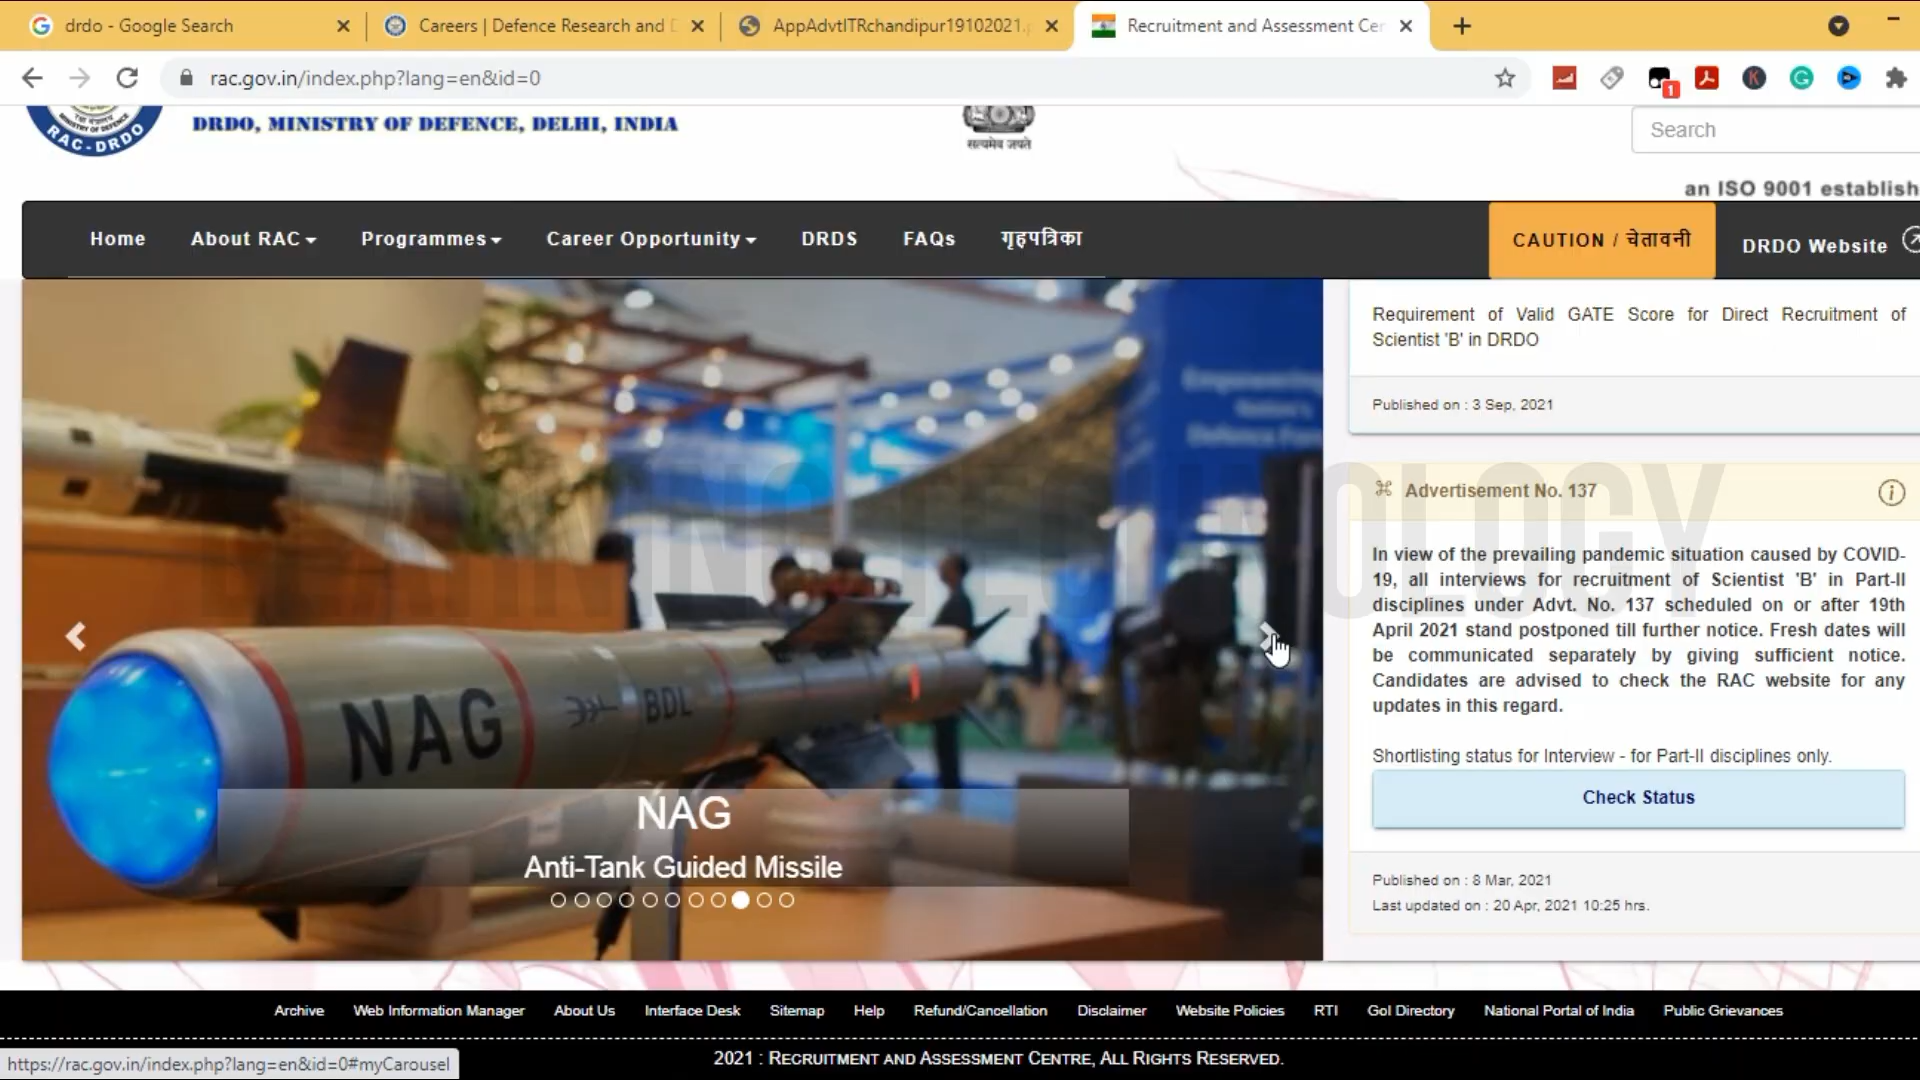 drdo - Google Search
Careers | Defence Research and D
AppAdvtITRchandipur19102021.p
Recruitment and Assessment Cen
rac.gov.in/index.php?lang=en&id=0
1
RAC-DRDO
DRDO, MINISTRY OF DEFENCE, DELHI, INDIA
सत्यमेव जयते
Search
an ISO 9001 establish
Home
About RAC
Programmes
Career Opportunity
DRDS
FAQs
गृहपत्रिका
CAUTION / चेतावनी
DRDO Website
Requirement of Valid GATE Score for Direct Recruitment of
Scientist 'B' in DRDO
Published on : 3 Sep, 2021
Advertisement No. 137
In view of the prevailing pandemic situation caused by COVID-
19, all interviews for recruitment of Scientist 'B' in Part-II
disciplines under Advt. No. 137 scheduled on or after 19th
April 2021 stand postponed till further notice. Fresh dates will
be communicated separately by giving sufficient notice.
Candidates are advised to check the RAC website for any
updates in this regard.
Shortlisting status for Interview - for Part-II disciplines only.
Check Status
Published on : 8 Mar, 2021
Last updated on : 20 Apr, 2021 10:25 hrs.
Empowering
Nation's
LEARNING TECHNOLOGY
NAG BDL
NAG
Anti-Tank Guided Missile
Archive
Web Information Manager
About Us
Interface Desk
Sitemap
Help
Refund/Cancellation
Disclaimer
Website Policies
RTI
GoI Directory
National Portal of India
Public Grievances
https://rac.gov.in/index.php?lang=en&id=0#myCarousel
2021 : RECRUITMENT AND ASSESSMENT CENTRE, ALL RIGHTS RESERVED.